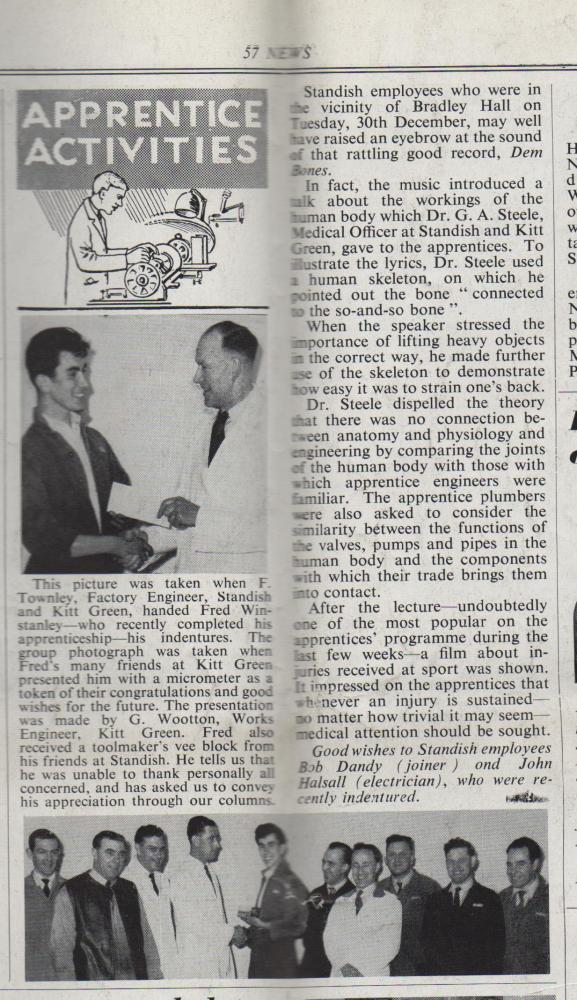 57 NEWS
APPRENTICE
ACTIVITIES
This picture was taken when F.
Townley, Factory Engineer, Standish
and Kitt Green, handed Fred Win-
stanley—who recently completed his
apprenticeship—his indentures. The
group photograph was taken when
Fred's many friends at Kitt Green
presented him with a micrometer as a
token of their congratulations and good
wishes for the future. The presentation
was made by G. Wootton, Works
Engineer, Kitt Green. Fred also
received a toolmaker's vee block from
his friends at Standish. He tells us that
he was unable to thank personally all
concerned, and has asked us to convey
his appreciation through our columns.
Standish employees who were in
the vicinity of Bradley Hall on
Tuesday, 30th December, may well
have raised an eyebrow at the sound
of that rattling good record, Dem
Bones.
In fact, the music introduced a
talk about the workings of the
human body which Dr. G. A. Steele,
Medical Officer at Standish and Kitt
Green, gave to the apprentices. To
illustrate the lyrics, Dr. Steele used
a human skeleton, on which he
pointed out the bone “ connected
to the so-and-so bone ”.
When the speaker stressed the
importance of lifting heavy objects
in the correct way, he made further
use of the skeleton to demonstrate
how easy it was to strain one's back.
Dr. Steele dispelled the theory
that there was no connection be-
tween anatomy and physiology and
engineering by comparing the joints
of the human body with those with
which apprentice engineers were
familiar. The apprentice plumbers
were also asked to consider the
similarity between the functions of
the valves, pumps and pipes in the
human body and the components
with which their trade brings them
into contact.
After the lecture—undoubtedly
one of the most popular on the
apprentices' programme during the
last few weeks—a film about in-
juries received at sport was shown.
It impressed on the apprentices that
whenever an injury is sustained—
no matter how trivial it may seem—
medical attention should be sought.
Good wishes to Standish employees
Bob Dandy (joiner ) and John
Halsall (electrician), who were re-
cently indentured.